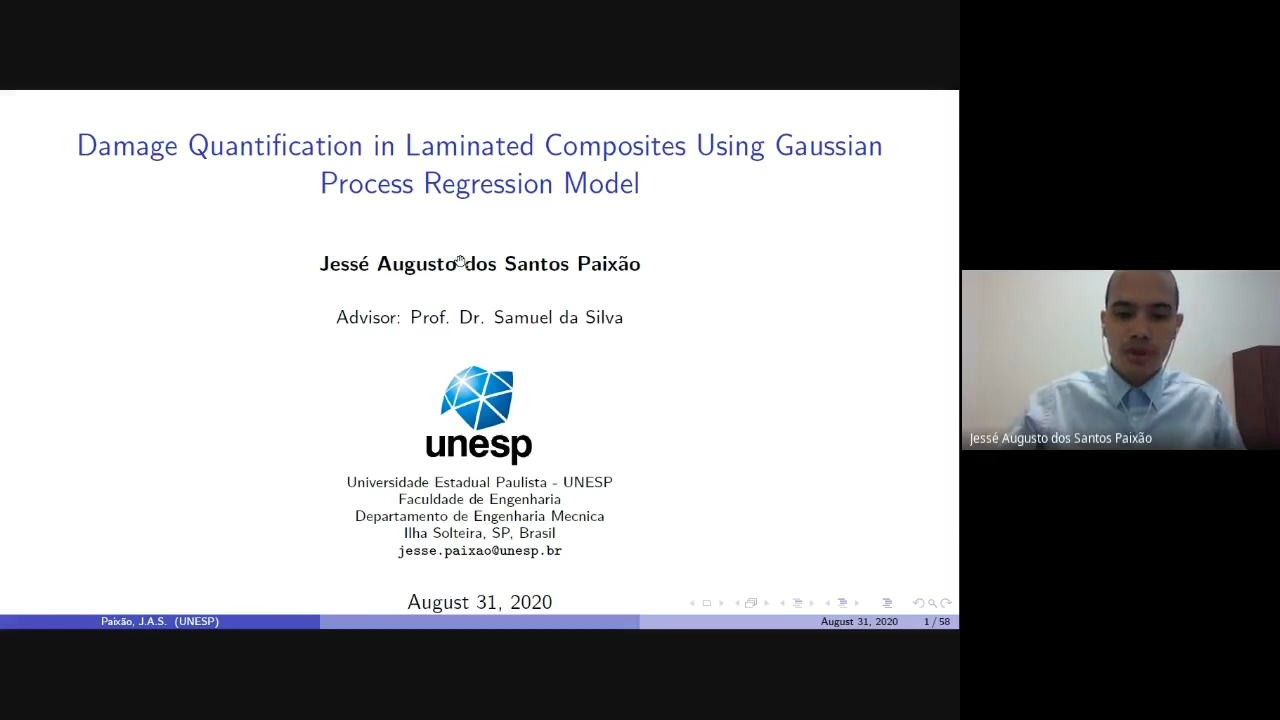 Damage Quantification in Laminated Composites Using Gaussian
Process Regression Model
Jessé Augusto dos Santos Paixão
Advisor: Prof. Dr. Samuel da Silva
unesp
Universidade Estadual Paulista - UNESP
Faculdade de Engenharia
Departamento de Engenharia Mecnica
Ilha Solteira, SP, Brasil
jesse.paixao@unesp.br
August 31, 2020
Paixão, J.A.S. (UNESP)
August 31, 2020
1 / 58
Jessé Augusto dos Santos Paixão